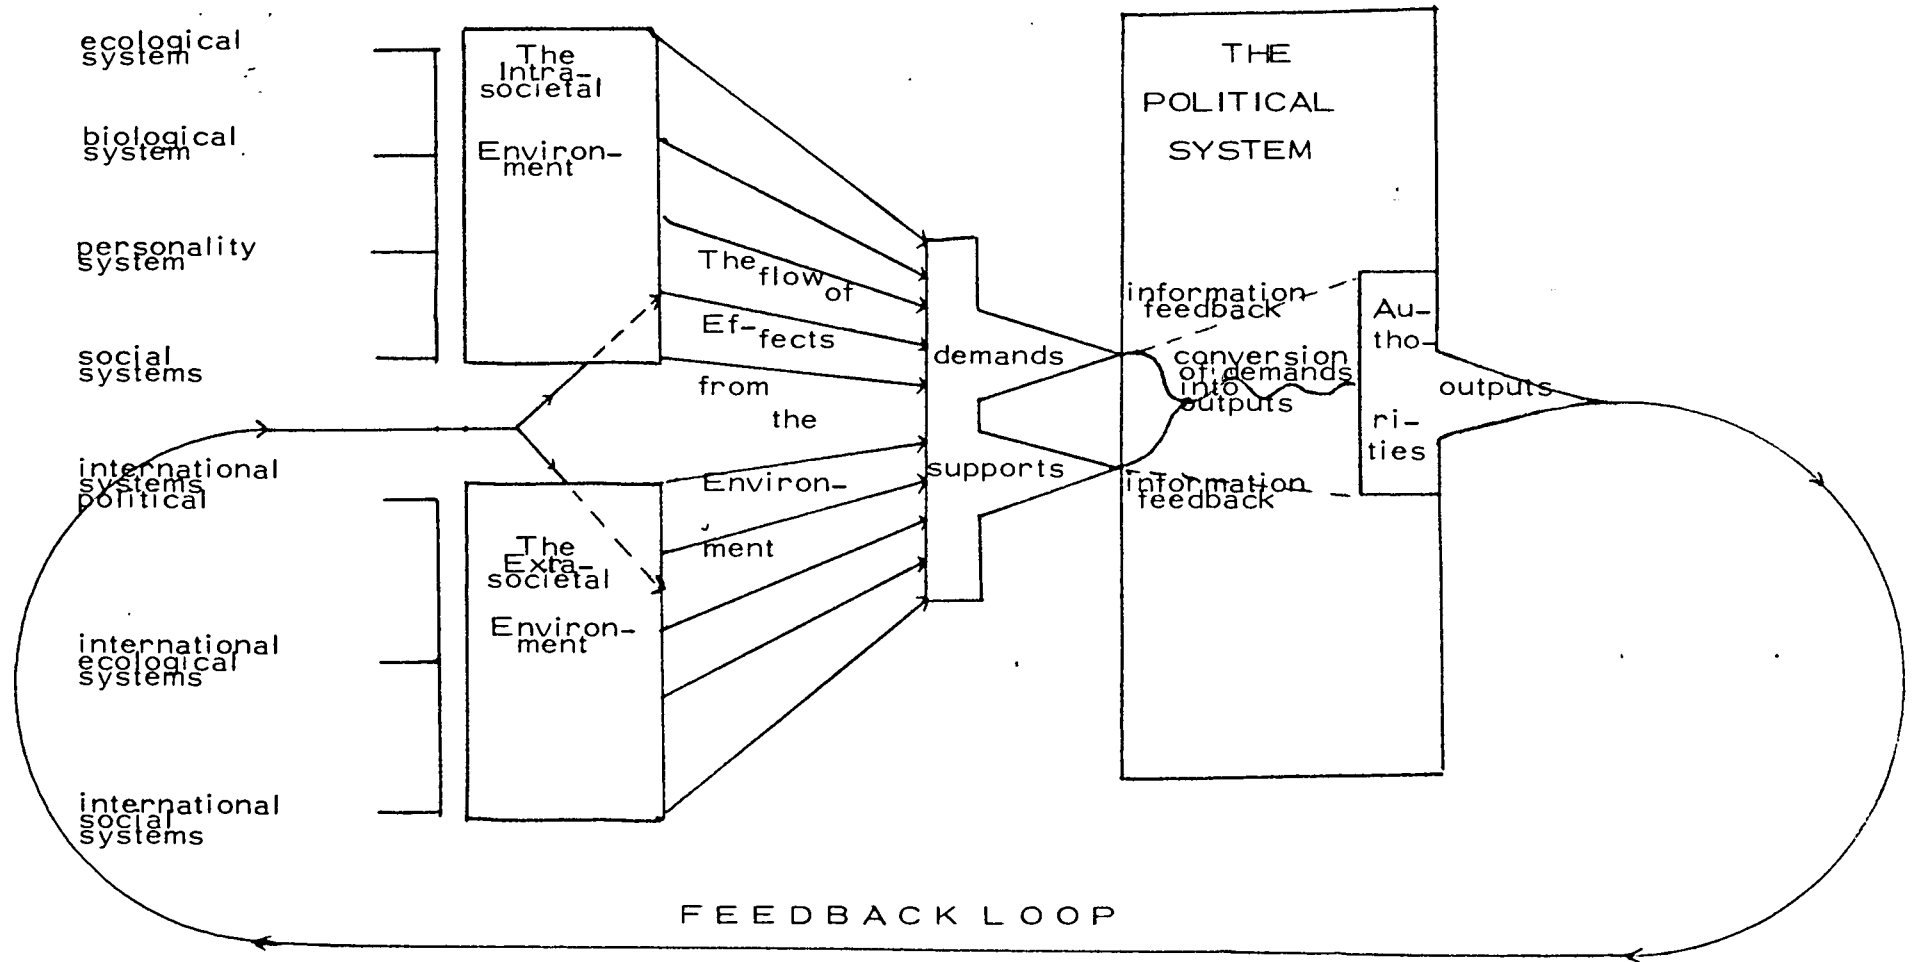 ecological
system
biological
system
personality
system
social
systems
international
systems
political
international
ecological
systems
international
social
systems
The
Intra-
societal
Environ-
ment
The
Extra-
societal
Environ-
ment
The flow of
Ef-fects
from
the
Environ-
ment
demands
supports
THE
POLITICAL
SYSTEM
information
feedback
conversion
of demands
into
outputs
information
feedback
Au-
tho-
ri-
ties
outputs
FEEDBACK LOOP